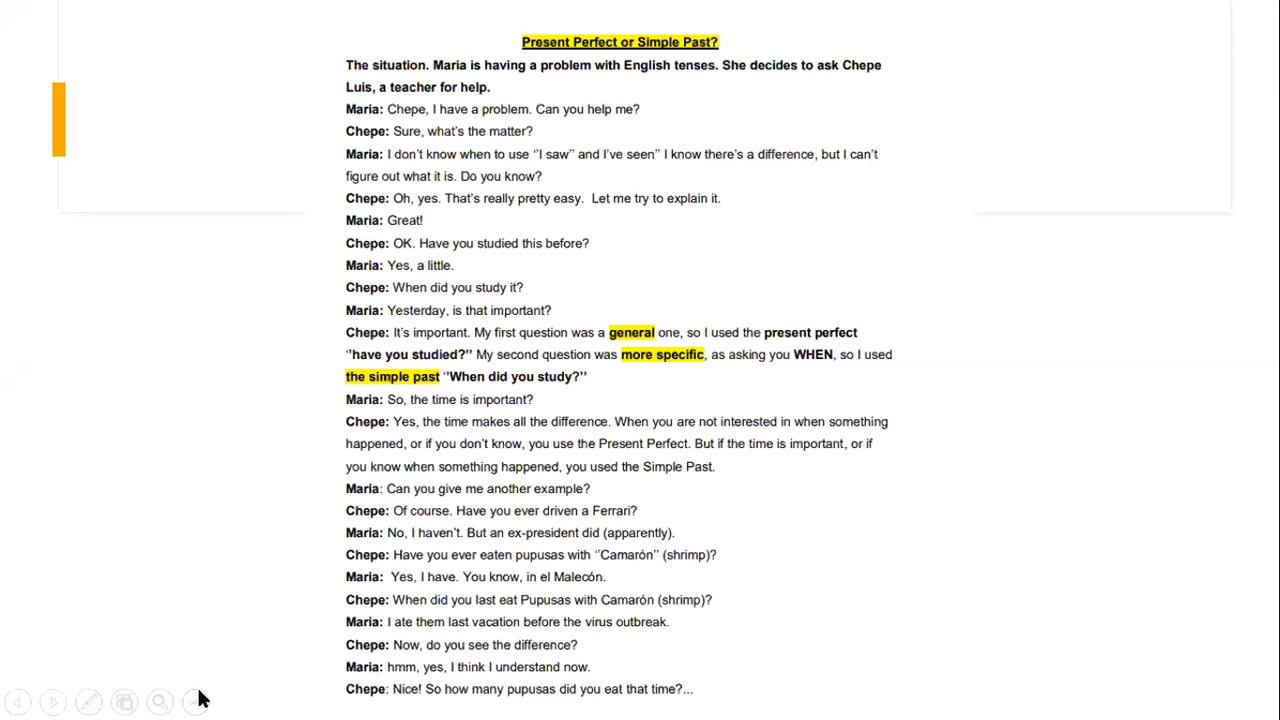 Present Perfect or Simple Past?
The situation. Maria is having a problem with English tenses. She decides to ask Chepe
Luis, a teacher for help.
Maria: Chepe, I have a problem. Can you help me?
Chepe: Sure, what's the matter?
Maria: I don't know when to use ‘'I saw'' and I've seen'' I know there's a difference, but I can't
figure out what it is. Do you know?
Chepe: Oh, yes. That's really pretty easy.  Let me try to explain it.
Maria: Great!
Chepe: OK. Have you studied this before?
Maria: Yes, a little.
Chepe: When did you study it?
Maria: Yesterday, is that important?
Chepe: It's important. My first question was a general one, so I used the present perfect
‘'have you studied?'' My second question was more specific, as asking you WHEN, so I used
the simple past ‘'When did you study?''
Maria: So, the time is important?
Chepe: Yes, the time makes all the difference. When you are not interested in when something
happened, or if you don't know, you use the Present Perfect. But if the time is important, or if
you know when something happened, you used the Simple Past.
Maria: Can you give me another example?
Chepe: Of course. Have you ever driven a Ferrari?
Maria: No, I haven't. But an ex-president did (apparently).
Chepe: Have you ever eaten pupusas with ‘'Camarón'' (shrimp)?
Maria:  Yes, I have. You know, in el Malecón.
Chepe: When did you last eat Pupusas with Camarón (shrimp)?
Maria: I ate them last vacation before the virus outbreak.
Chepe: Now, do you see the difference?
Maria: hmm, yes, I think I understand now.
Chepe: Nice! So how many pupusas did you eat that time?...